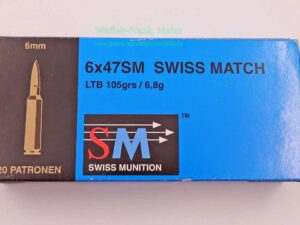 Waffen-Frank, Mainz
6mm
6x47SM SWISS MATCH
LTB 105grs / 6,8g
SM
TM
SWISS MUNITION
20 PATRONEN